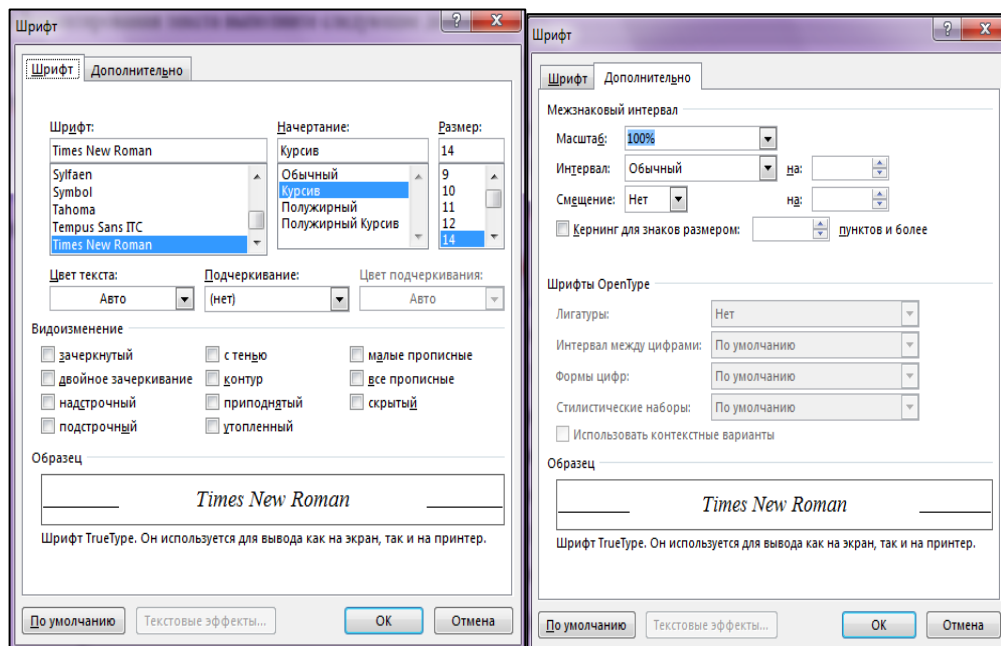 Шрифт
Шрифт Дополнительно
Шрифт: Начертание: Размер:
Times New Roman Курсив 14
Sylfaen Обычный 9
Symbol Курсив 10
Tahoma Полужирный 11
Tempus Sans ITC Полужирный Курсив 12
Times New Roman 14
Цвет текста: Подчеркивание: Цвет подчеркивания:
Авто (нет) Авто
Видоизменение
зачеркнутый с тенью малые прописные
двойное зачеркивание контур все прописные
надстрочный приподнятый скрытый
подстрочный утопленный
Образец
Times New Roman
Шрифт TrueType. Он используется для вывода как на экран, так и на принтер.
По умолчанию Текстовые эффекты... ОК Отмена
Шрифт
Шрифт Дополнительно
Межзнаковый интервал
Масштаб: 100%
Интервал: Обычный на:
Смещение: Нет на:
Кернинг для знаков размером: пунктов и более
Шрифты OpenType
Лигатуры: Нет
Интервал между цифрами: По умолчанию
Формы цифр: По умолчанию
Стилистические наборы: По умолчанию
Использовать контекстные варианты
Образец
Times New Roman
Шрифт TrueType. Он используется для вывода как на экран, так и на принтер.
По умолчанию Текстовые эффекты... ОК Отмена